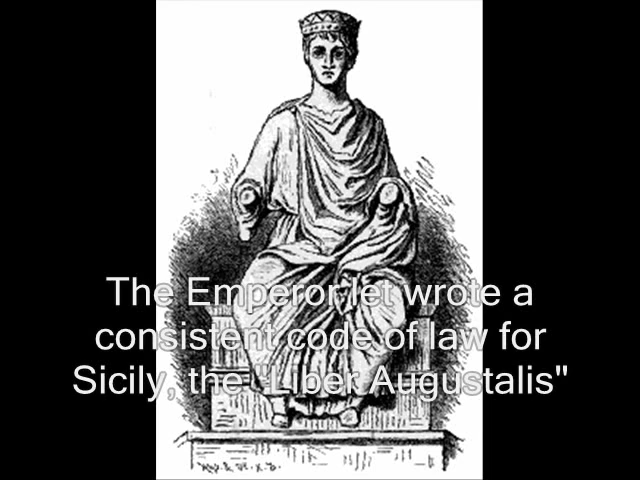 The Emperor let wrote a
consistent code of law for
Sicily, the "Liber Augustalis"